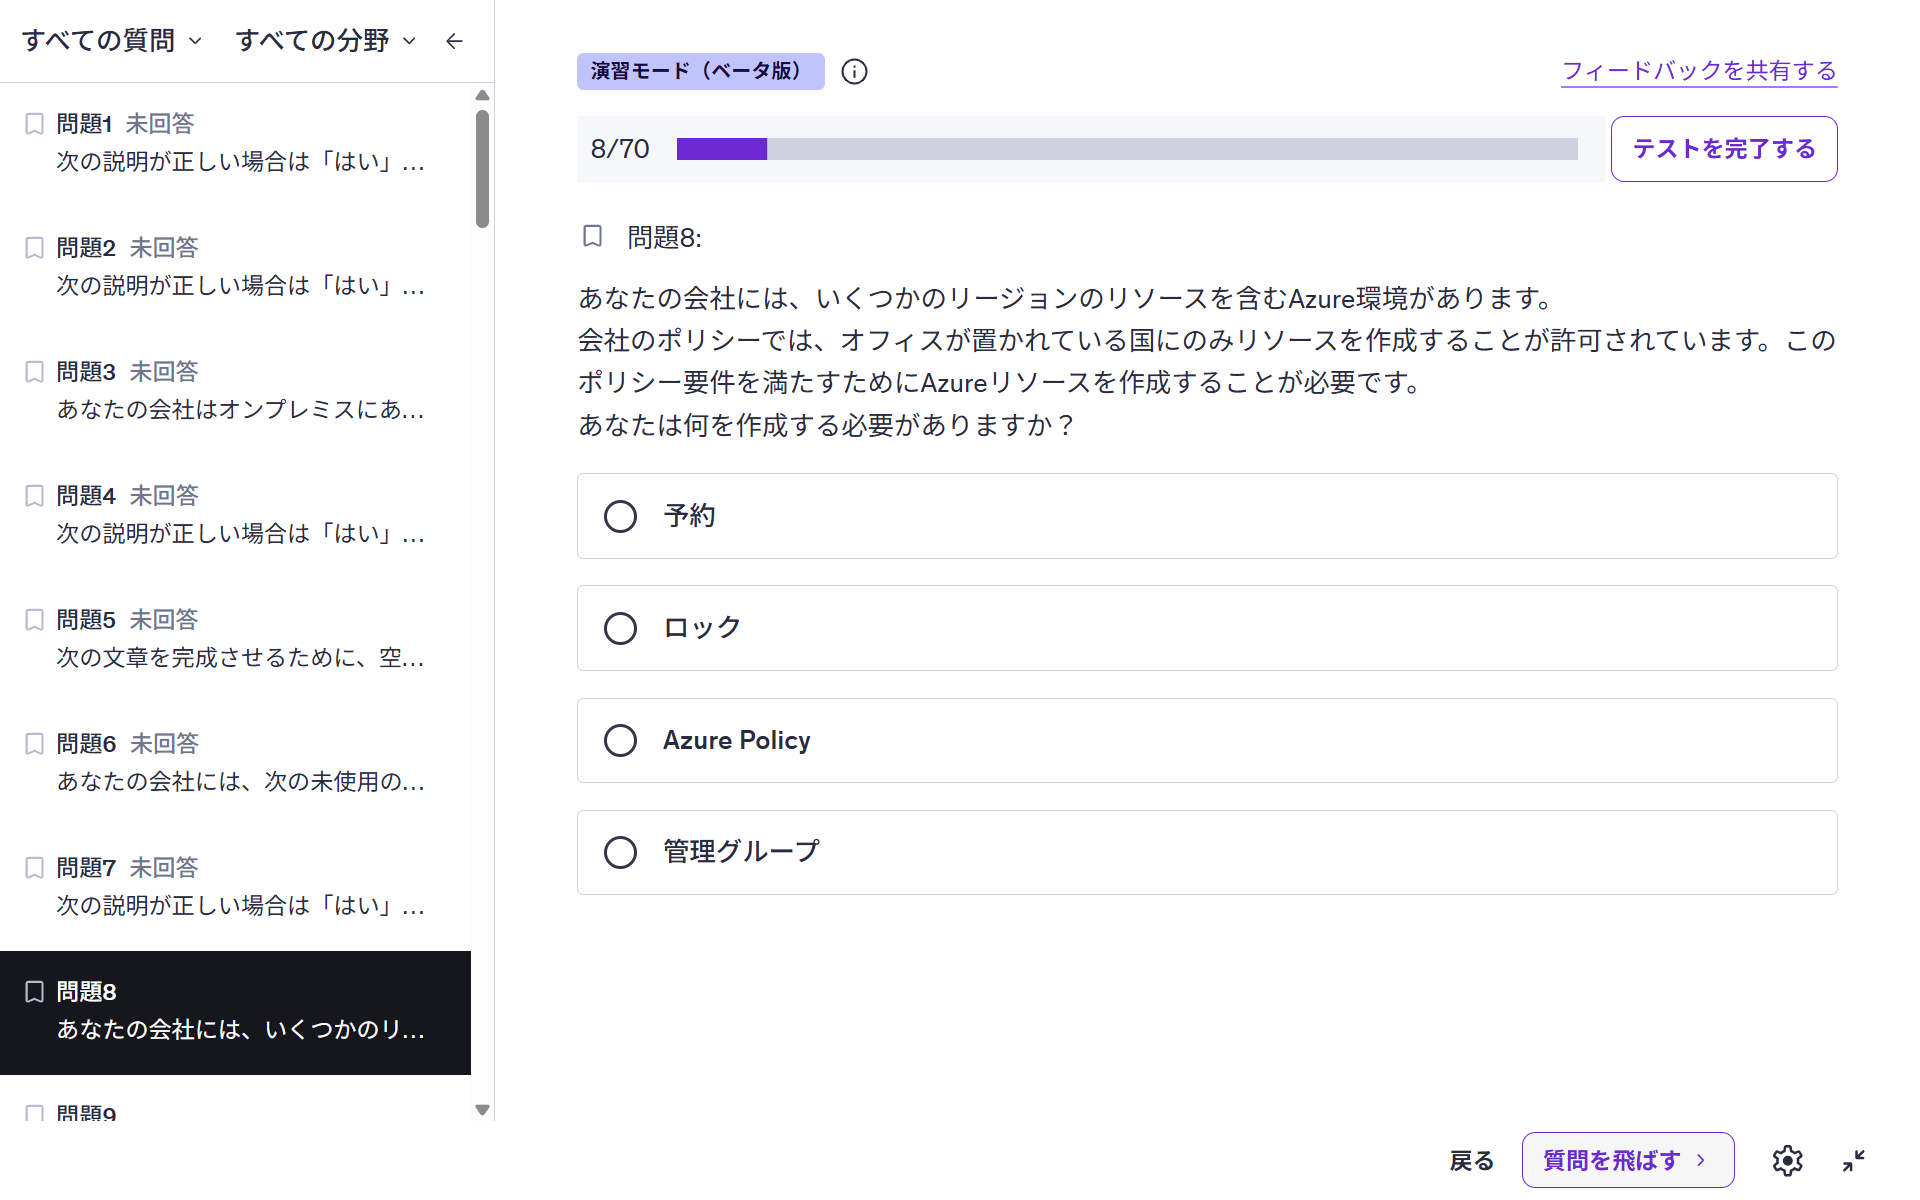 すべての質問 すべての分野
問題1 未回答
次の説明が正しい場合は「はい」...
問題2 未回答
次の説明が正しい場合は「はい」...
問題3 未回答
あなたの会社はオンプレミスにあ...
問題4 未回答
次の説明が正しい場合は「はい」...
問題5 未回答
次の文章を完成させるために、空...
問題6 未回答
あなたの会社には、次の未使用の...
問題7 未回答
次の説明が正しい場合は「はい」...
問題8
あなたの会社には、いくつかのリ...
問題9
演習モード（ベータ版）
フィードバックを共有する
8/70
テストを完了する
問題8:
あなたの会社には、いくつかのリージョンのリソースを含むAzure環境があります。
会社のポリシーでは、オフィスが置かれている国にのみリソースを作成することが許可されています。この
ポリシー要件を満たすためにAzureリソースを作成することが必要です。
あなたは何を作成する必要がありますか？
予約
ロック
Azure Policy
管理グループ
戻る
質問を飛ばす